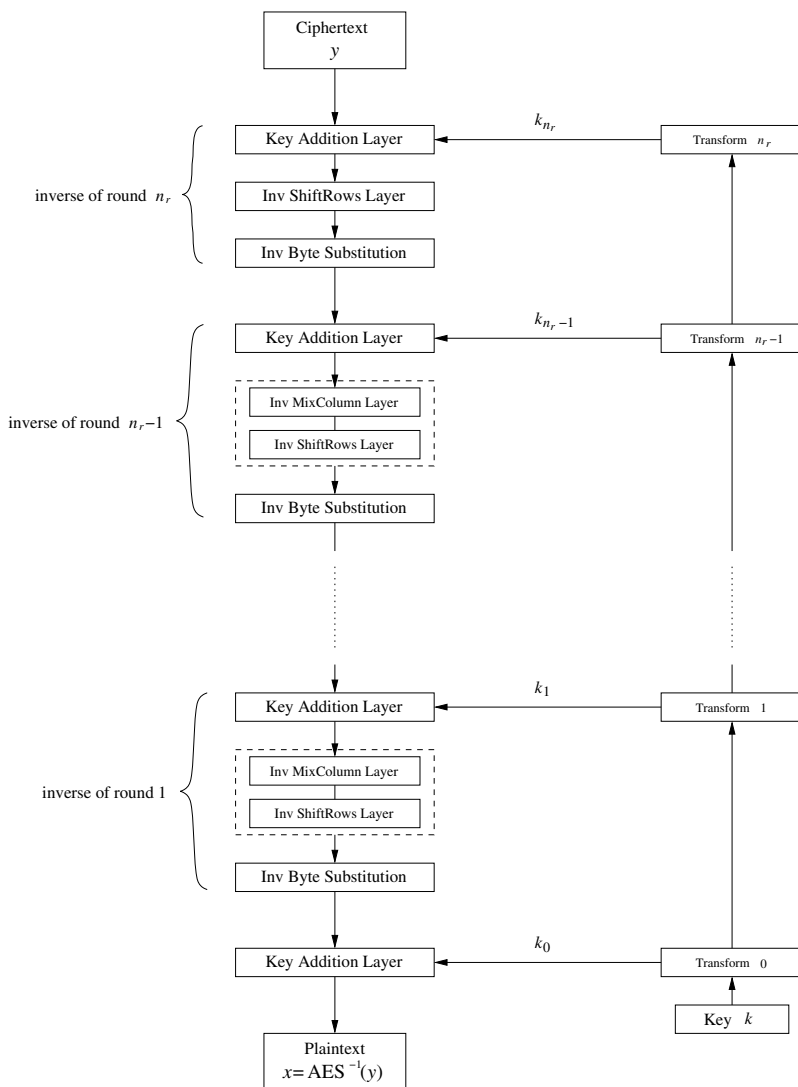 Ciphertext
y
k_{n_r}
Key Addition Layer
Transform n_r
inverse of round n_r
Inv ShiftRows Layer
Inv Byte Substitution
k_{n_r−1}
Key Addition Layer
Transform n_r−1
Inv MixColumn Layer
inverse of round n_r−1
Inv ShiftRows Layer
Inv Byte Substitution
k_1
Key Addition Layer
Transform 1
Inv MixColumn Layer
inverse of round 1
Inv ShiftRows Layer
Inv Byte Substitution
k_0
Key Addition Layer
Transform 0
Key k
Plaintext
x= AES^{−1}(y)